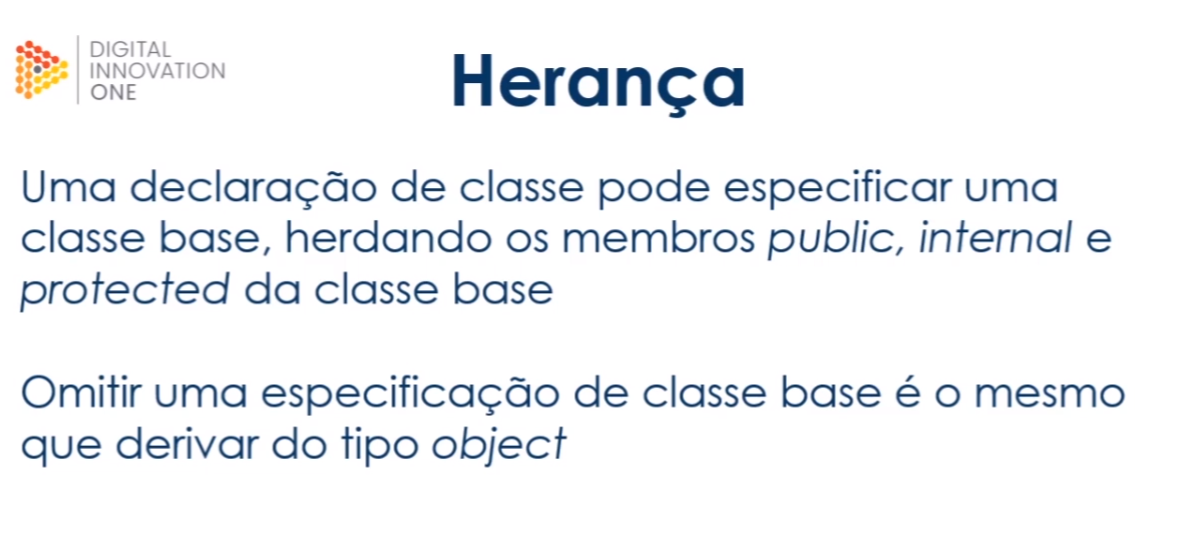 DIGITAL
INNOVATION
ONE
Herança
Uma declaração de classe pode especificar uma
classe base, herdando os membros public, internal e
protected da classe base
Omitir uma especificação de classe base é o mesmo
que derivar do tipo object